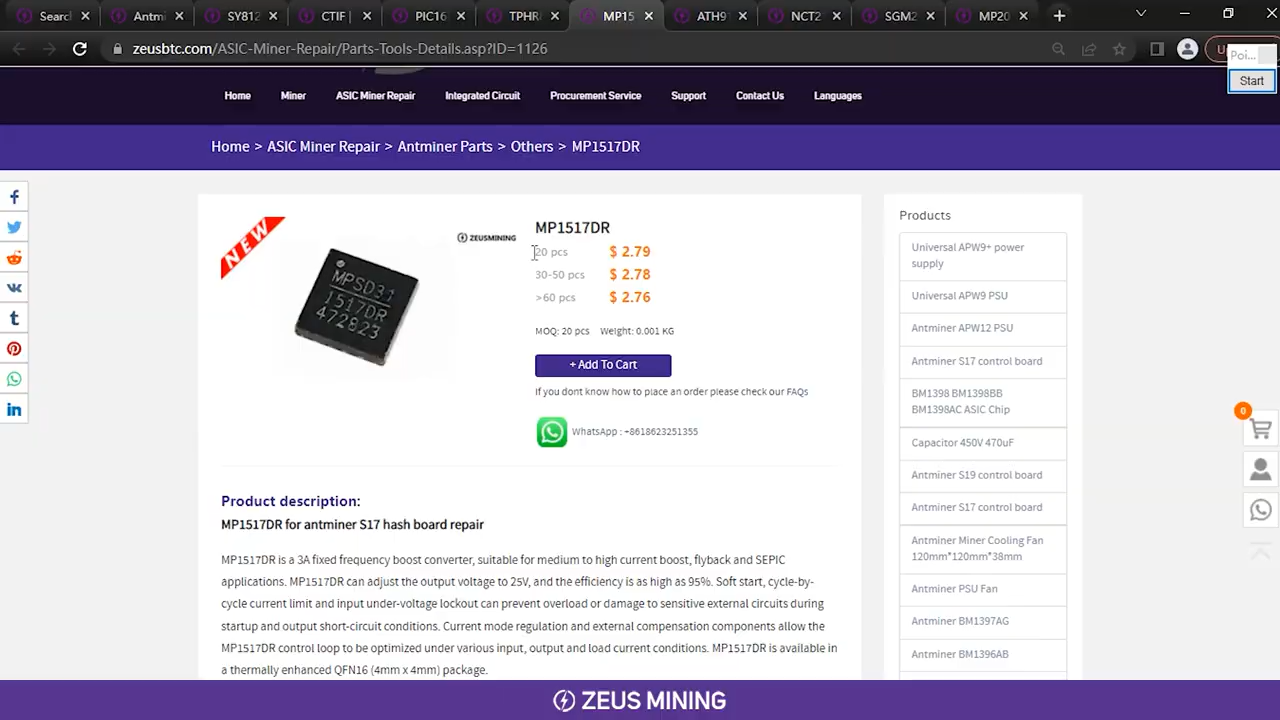 Searc
Antmi
SY812
CTIF |
PIC16
TPHR
MP15
ATH9
NCT2
SGM2
MP20
zeusbtc.com/ASIC-Miner-Repair/Parts-Tools-Details.asp?ID=1126
Poi...
Start
Home Miner ASIC Miner Repair Integrated Circuit Procurement Service Support Contact Us Languages
Home > ASIC Miner Repair > Antminer Parts > Others > MP1517DR
NEW
ZEUSMINING
MPSD31
1517DR
472823
MP1517DR
20 pcs $ 2.79
30-50 pcs $ 2.78
>60 pcs $ 2.76
MOQ: 20 pcs Weight: 0.001 KG
+ Add To Cart
If you dont know how to place an order please check our FAQs
WhatsApp : +8618623251355
Product description:
MP1517DR for antminer S17 hash board repair
MP1517DR is a 3A fixed frequency boost converter, suitable for medium to high current boost, flyback and SEPIC
applications. MP1517DR can adjust the output voltage to 25V, and the efficiency is as high as 95%. Soft start, cycle-by-
cycle current limit and input under-voltage lockout can prevent overload or damage to sensitive external circuits during
startup and output short-circuit conditions. Current mode regulation and external compensation components allow the
MP1517DR control loop to be optimized under various input, output and load current conditions. MP1517DR is available in
a thermally enhanced QFN16 (4mm x 4mm) package.
Products
Universal APW9+ power
supply
Universal APW9 PSU
Antminer APW12 PSU
Antminer S17 control board
BM1398 BM1398BB
BM1398AC ASIC Chip
Capacitor 450V 470uF
Antminer S19 control board
Antminer S17 control board
Antminer Miner Cooling Fan
120mm*120mm*38mm
Antminer PSU Fan
Antminer BM1397AG
Antminer BM1396AB
0
ZEUS MINING